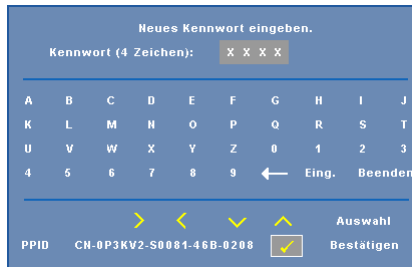 Neues Kennwort eingeben.
Kennwort (4 Zeichen): X X X X
A B C D E F G H I J
K L M N O P Q R S T
U V W X Y Z 0 1 2 3
4 5 6 7 8 9 ← Eing. Beenden
Auswahl
PPID CN-0P3KV2-S0081-46B-0208 Bestätigen